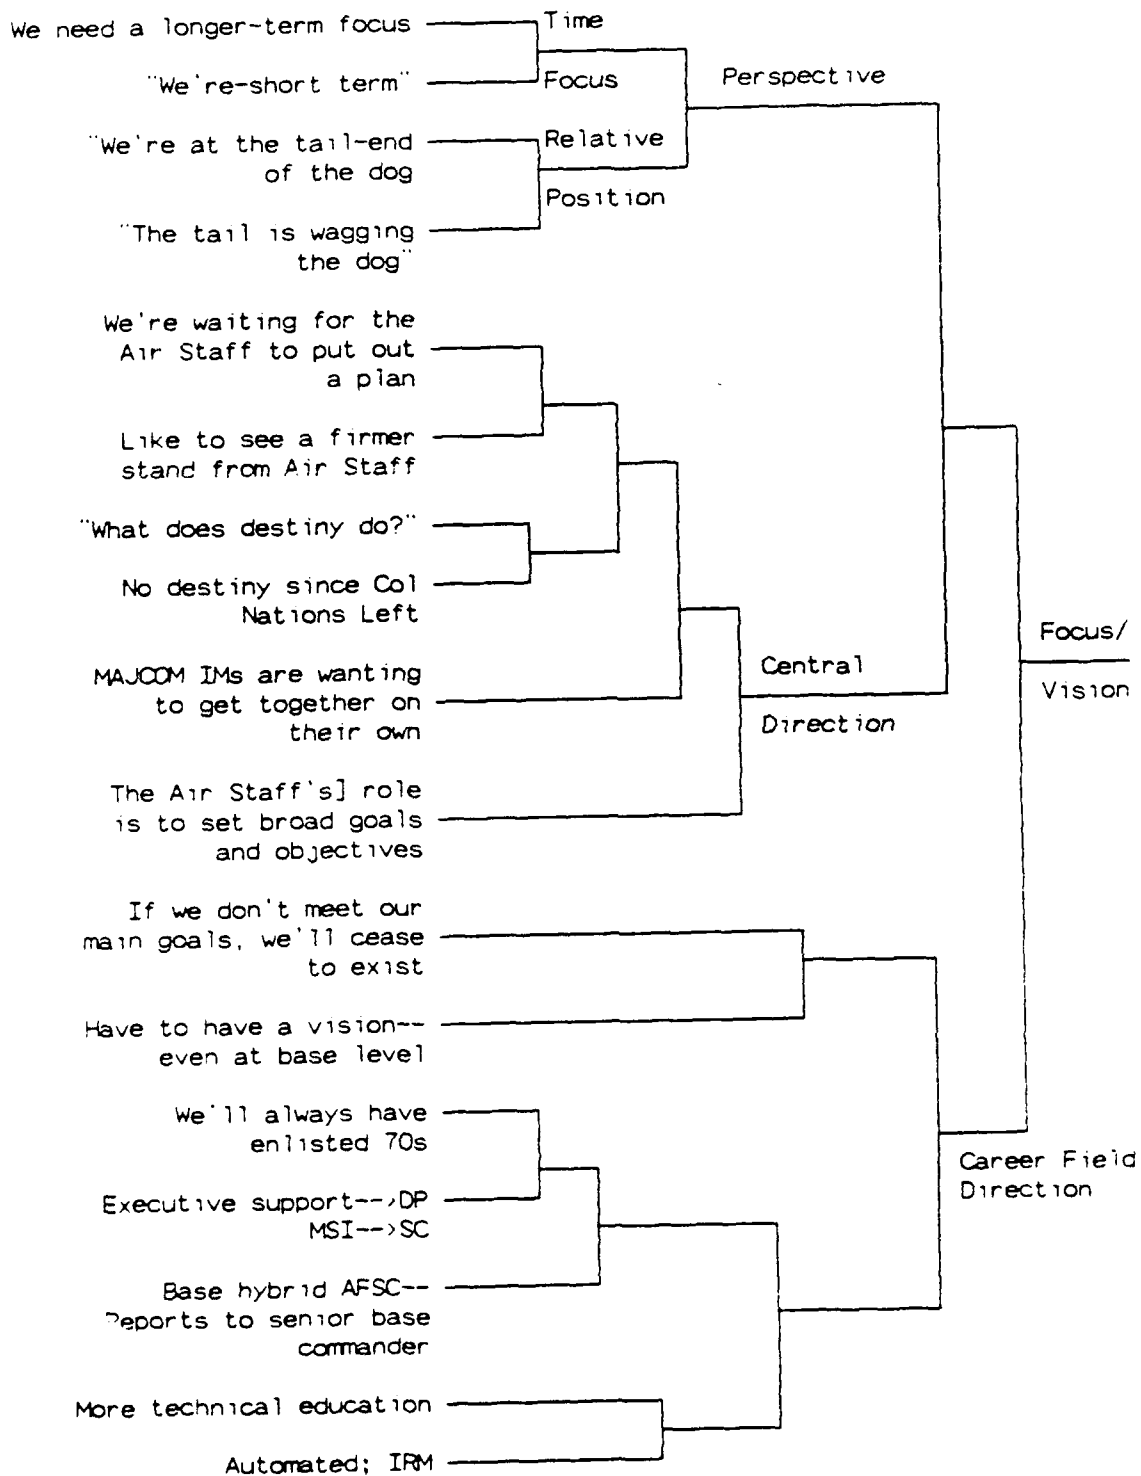 We need a longer-term focus
Time
"We're-short term"
Focus
Perspective
"We're at the tail-end
of the dog
Relative
Position
"The tail is wagging
the dog"
We're waiting for the
Air Staff to put out
a plan
Like to see a firmer
stand from Air Staff
"What does destiny do?"
No destiny since Col
Nations Left
MAJCOM IMs are wanting
to get together on
their own
Central
Direction
Focus/
Vision
The Air Staff's] role
is to set broad goals
and objectives
If we don't meet our
main goals, we'll cease
to exist
Have to have a vision--
even at base level
We'll always have
enlisted 70s
Career Field
Direction
Executive support-->DP
MSI-->SC
Base hybrid AFSC--
Reports to senior base
commander
More technical education
Automated; IRM